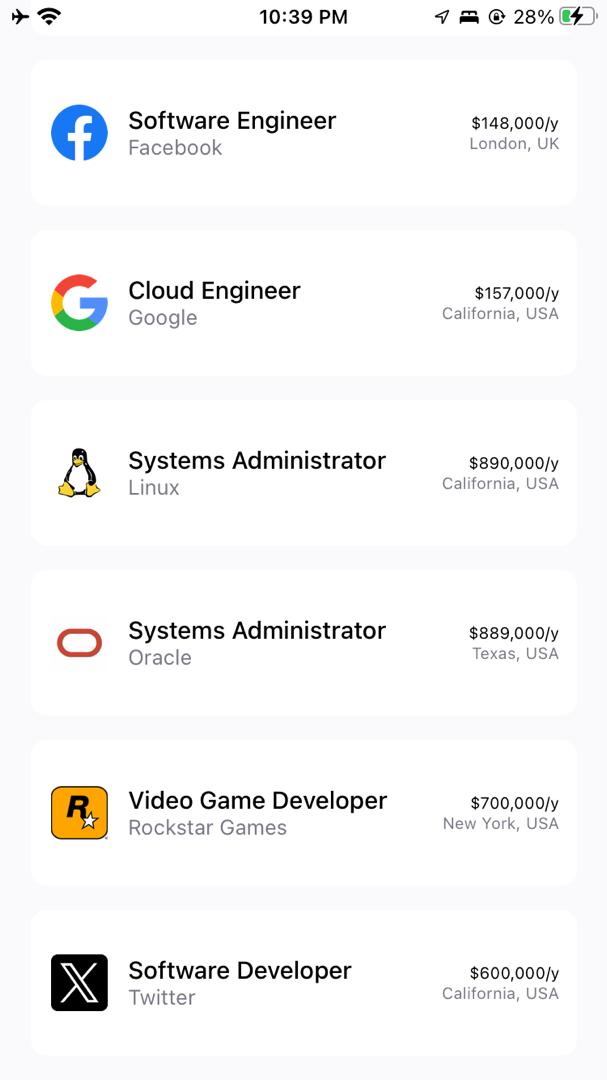 10:39 PM 28%
Software Engineer
Facebook
$148,000/y
London, UK
Cloud Engineer
Google
$157,000/y
California, USA
Systems Administrator
Linux
$890,000/y
California, USA
Systems Administrator
Oracle
$889,000/y
Texas, USA
R
Video Game Developer
Rockstar Games
$700,000/y
New York, USA
Software Developer
Twitter
$600,000/y
California, USA